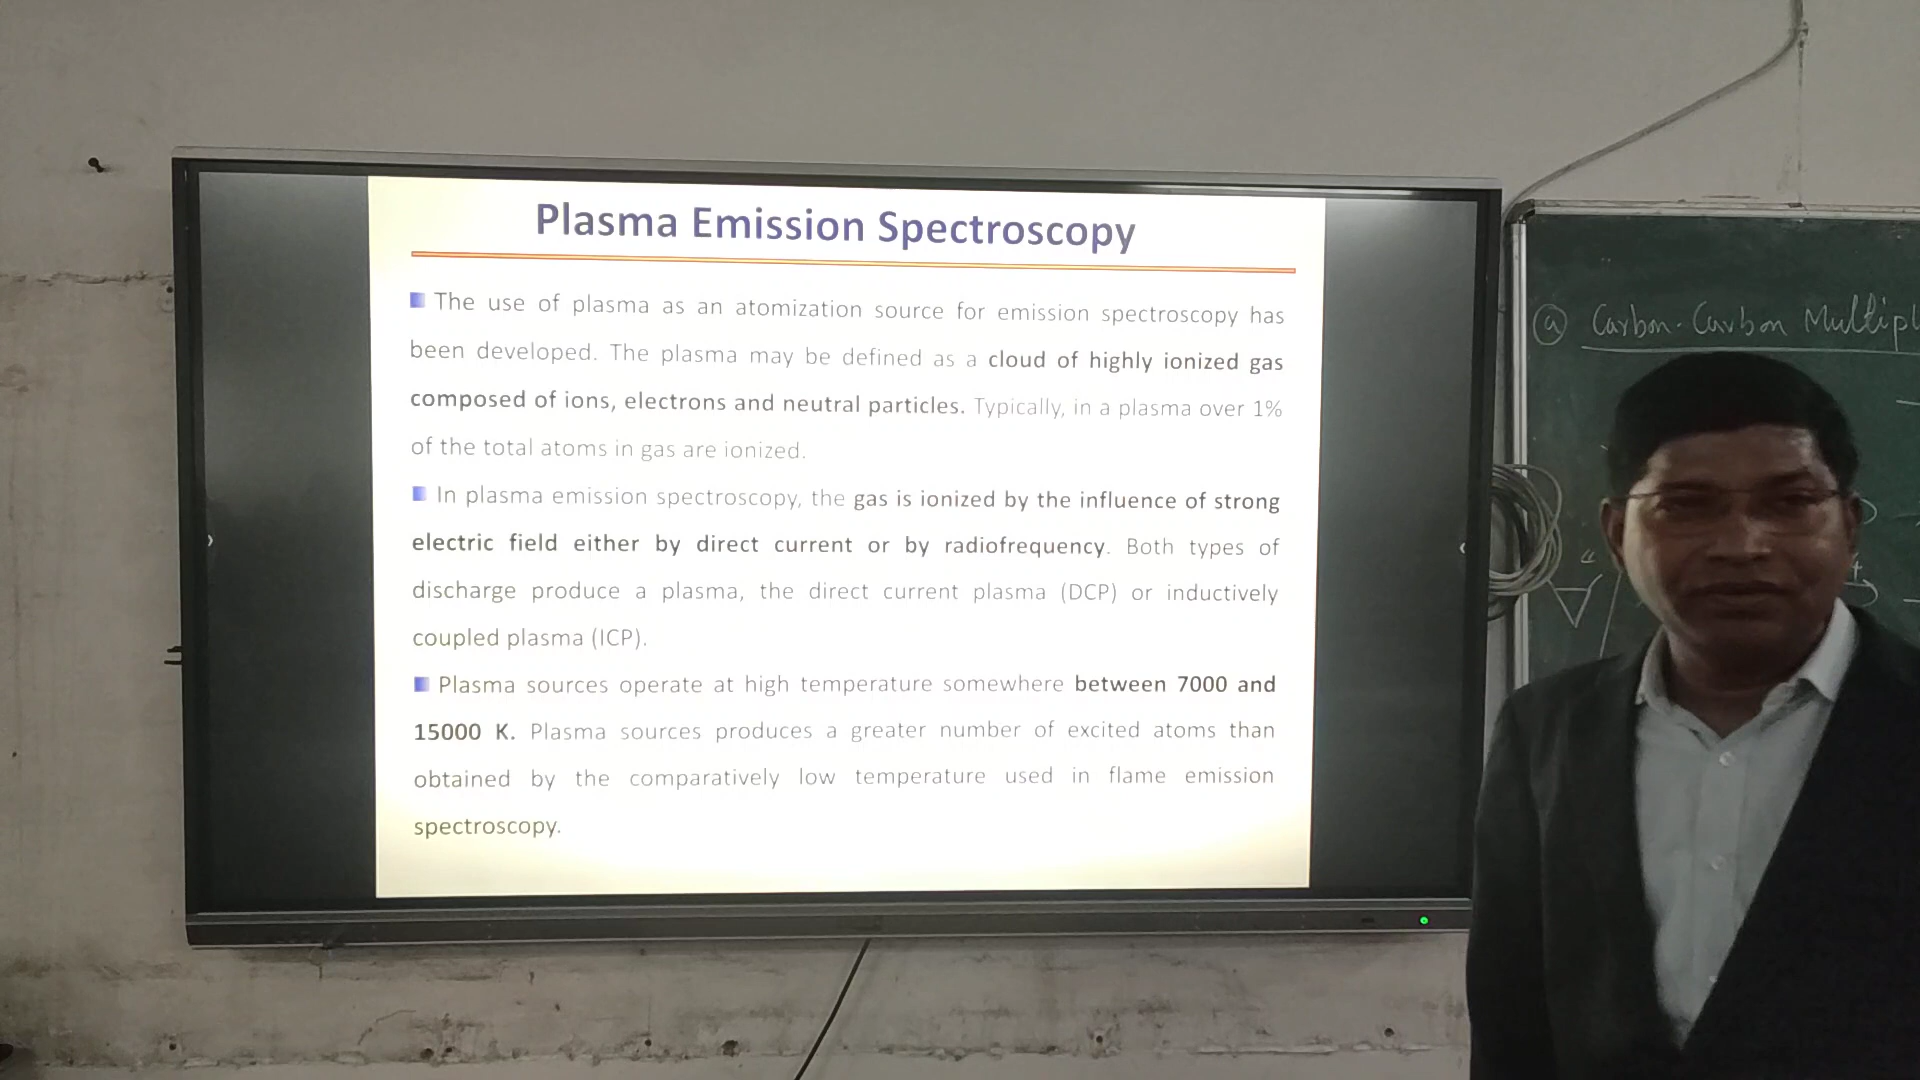 Plasma Emission Spectroscopy
The use of plasma as an atomization source for emission spectroscopy has
been developed. The plasma may be defined as a cloud of highly ionized gas
composed of ions, electrons and neutral particles. Typically, in a plasma over 1%
of the total atoms in gas are ionized.
In plasma emission spectroscopy, the gas is ionized by the influence of strong
electric field either by direct current or by radiofrequency. Both types of
discharge produce a plasma, the direct current plasma (DCP) or inductively
coupled plasma (ICP).
Plasma sources operate at high temperature somewhere between 7000 and
15000 K. Plasma sources produces a greater number of excited atoms than
obtained by the comparatively low temperature used in flame emission
spectroscopy.
(a) Carbon-Carbon Multipl